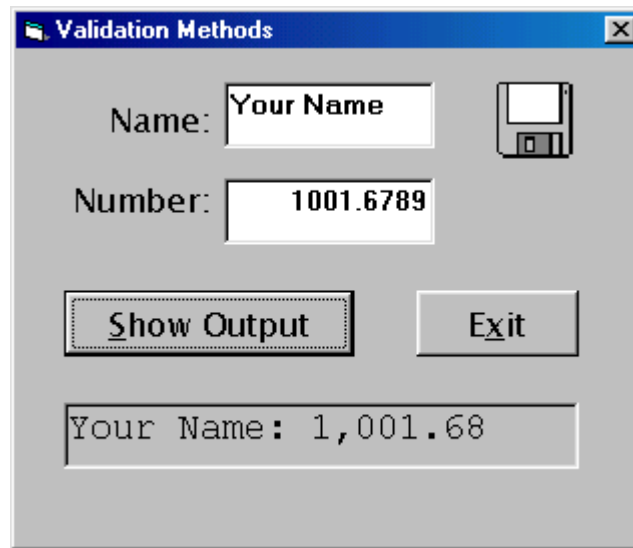 Validation Methods
Name: Your Name
Number: 1001.6789
Show Output Exit
Your Name: 1,001.68